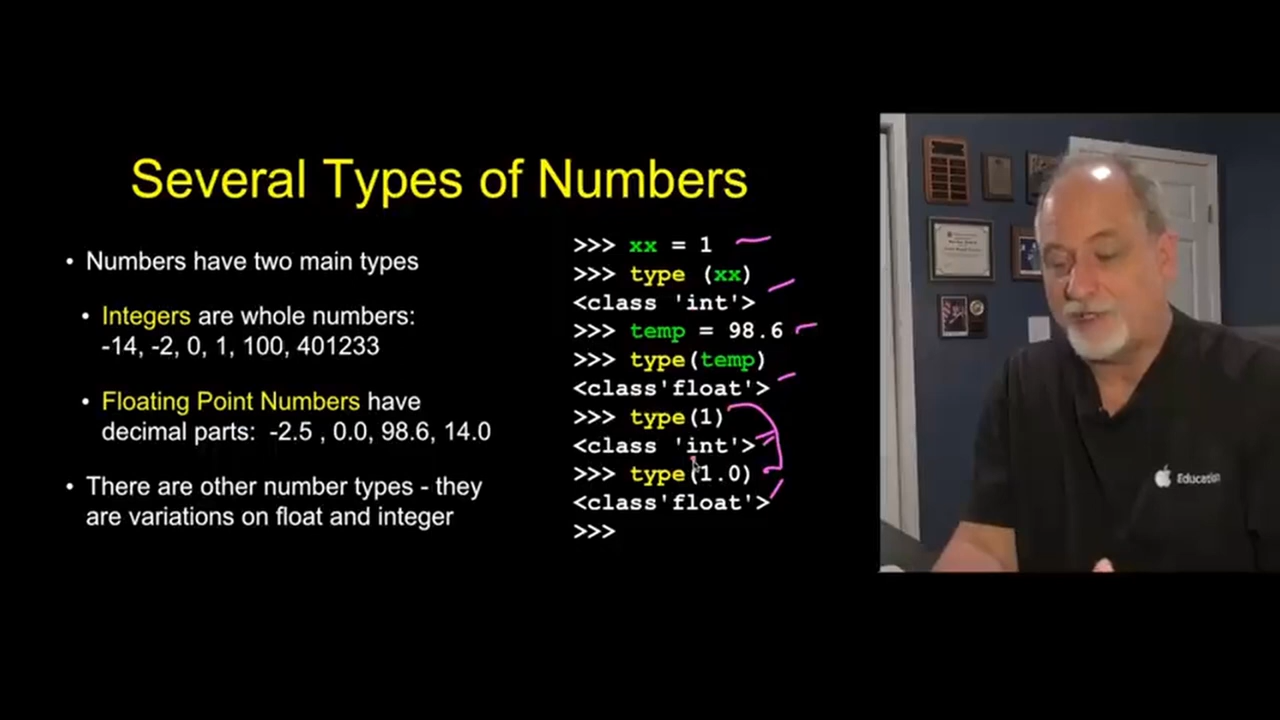 Several Types of Numbers
• Numbers have two main types
• Integers are whole numbers:
-14, -2, 0, 1, 100, 401233
• Floating Point Numbers have
decimal parts: -2.5 , 0.0, 98.6, 14.0
• There are other number types - they
are variations on float and integer
>>> xx = 1
>>> type (xx)
<class 'int'>
>>> temp = 98.6
>>> type(temp)
<class'float'>
>>> type(1)
<class 'int'>
>>> type(1.0)
<class'float'>
>>>
Education